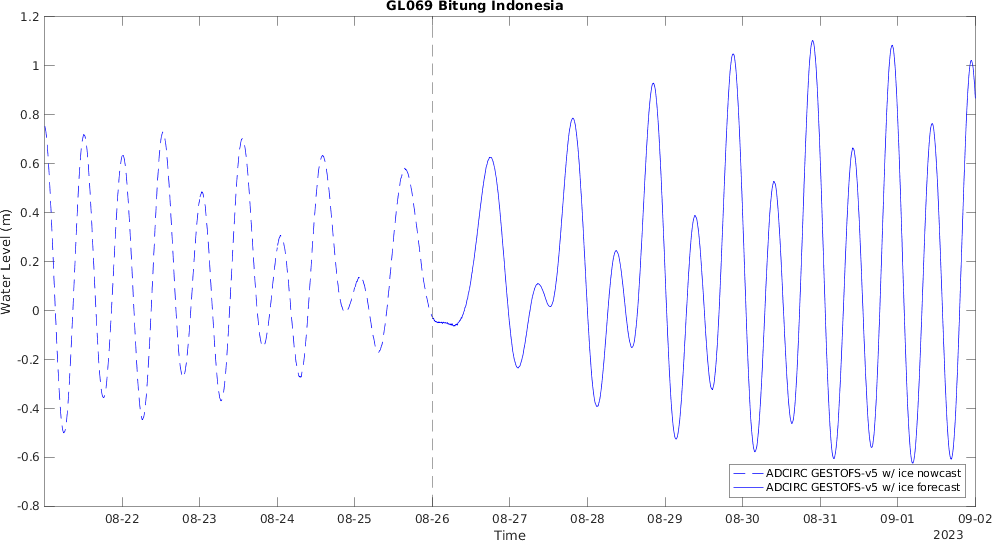 GL069 Bitung Indonesia
1.2
1
0.8
0.6
0.4
0.2
0
-0.2
-0.4
-0.6
-0.8
Water Level (m)
ADCIRC GESTOFS-v5 w/ ice nowcast
ADCIRC GESTOFS-v5 w/ ice forecast
08-22 08-23 08-24 08-25 08-26 08-27 08-28 08-29 08-30 08-31 09-01 09-02
Time
2023